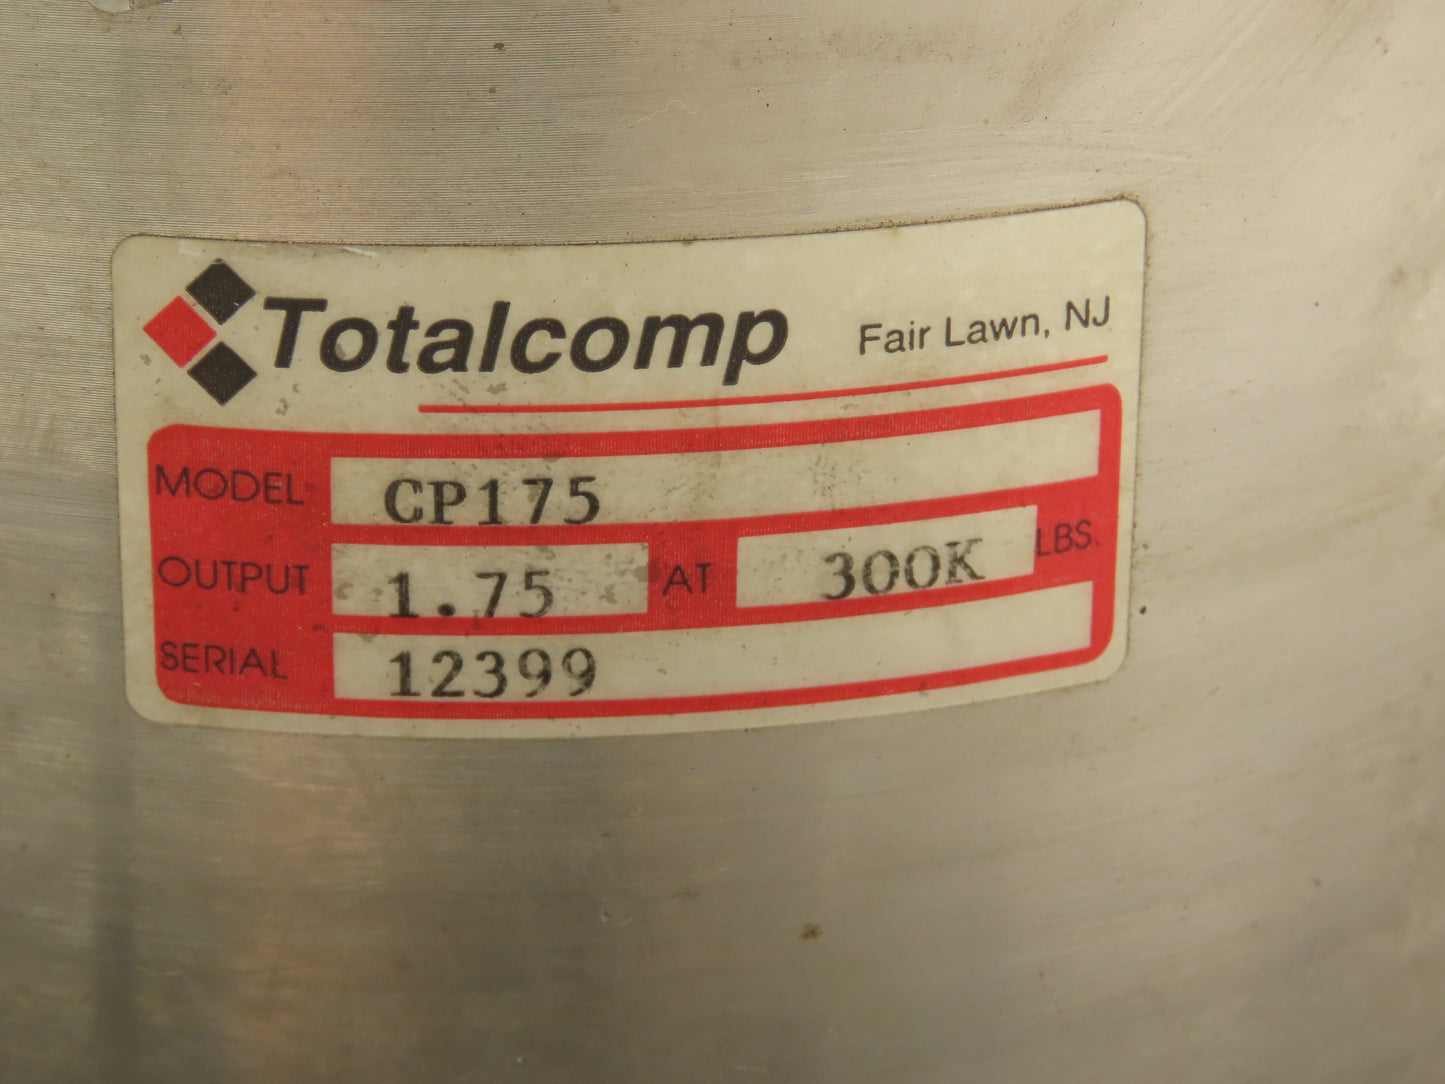 Totalcomp Fair Lawn, NJ
MODEL CP175
OUTPUT 1.75 AT 300K LBS.
SERIAL 12399